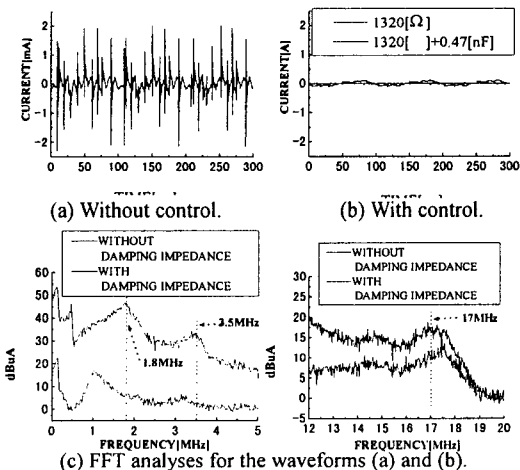 CURRENT[mA]
2
1
0
-1
-2
0 50 100 150 200 250 300
(a) Without control.
1320[Ω]
1320[ ]+0.47[nF]
CURRENT[A]
2
1
0
-1
-2
0 50 100 150 200 250 300
(b) With control.
WITHOUT
DAMPING IMPEDANCE
WITH
DAMPING IMPEDANCE
dBuA
60
50
40
30
20
10
0
3.5MHz
1.8MHz
0 1 2 3 4 5
FREQUENCY[MHz]
WITHOUT
DAMPING IMPEDANCE
WITH
DAMPING IMPEDANCE
dBuA
30
25
20
15
10
5
0
17MHz
12 13 14 15 16 17 18 19 20
FREQUENCY[MHz]
(c) FFT analyses for the waveforms (a) and (b).